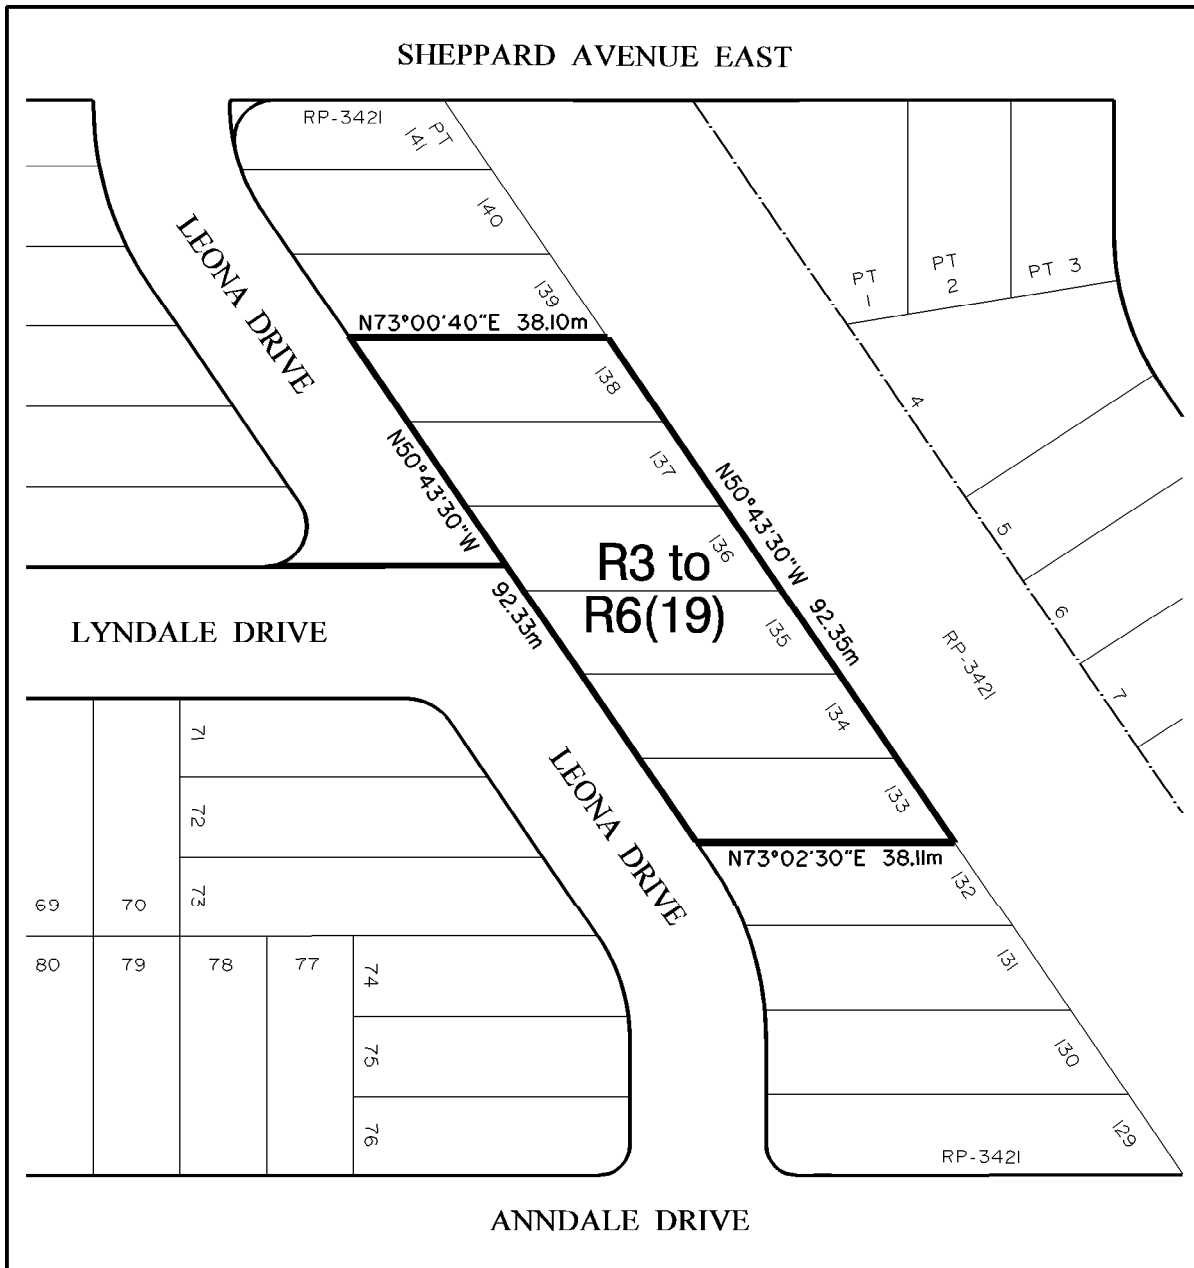 SHEPPARD AVENUE EAST
RP-3421
PT
141
140
139
LEONA DRIVE
PT
1
PT
2
PT 3
N73°00'40"E 38.10m
138
137
136
135
134
133
4
5
6
7
N50°43'30"W
92.33m
N50°43'30"W 92.35m
R3 to
R6(19)
RP-3421
LYNDALE DRIVE
LEONA DRIVE
N73°02'30"E 38.11m
71
72
73
69
70
80
79
78
77
74
75
76
132
131
130
129
RP-3421
ANNDALE DRIVE